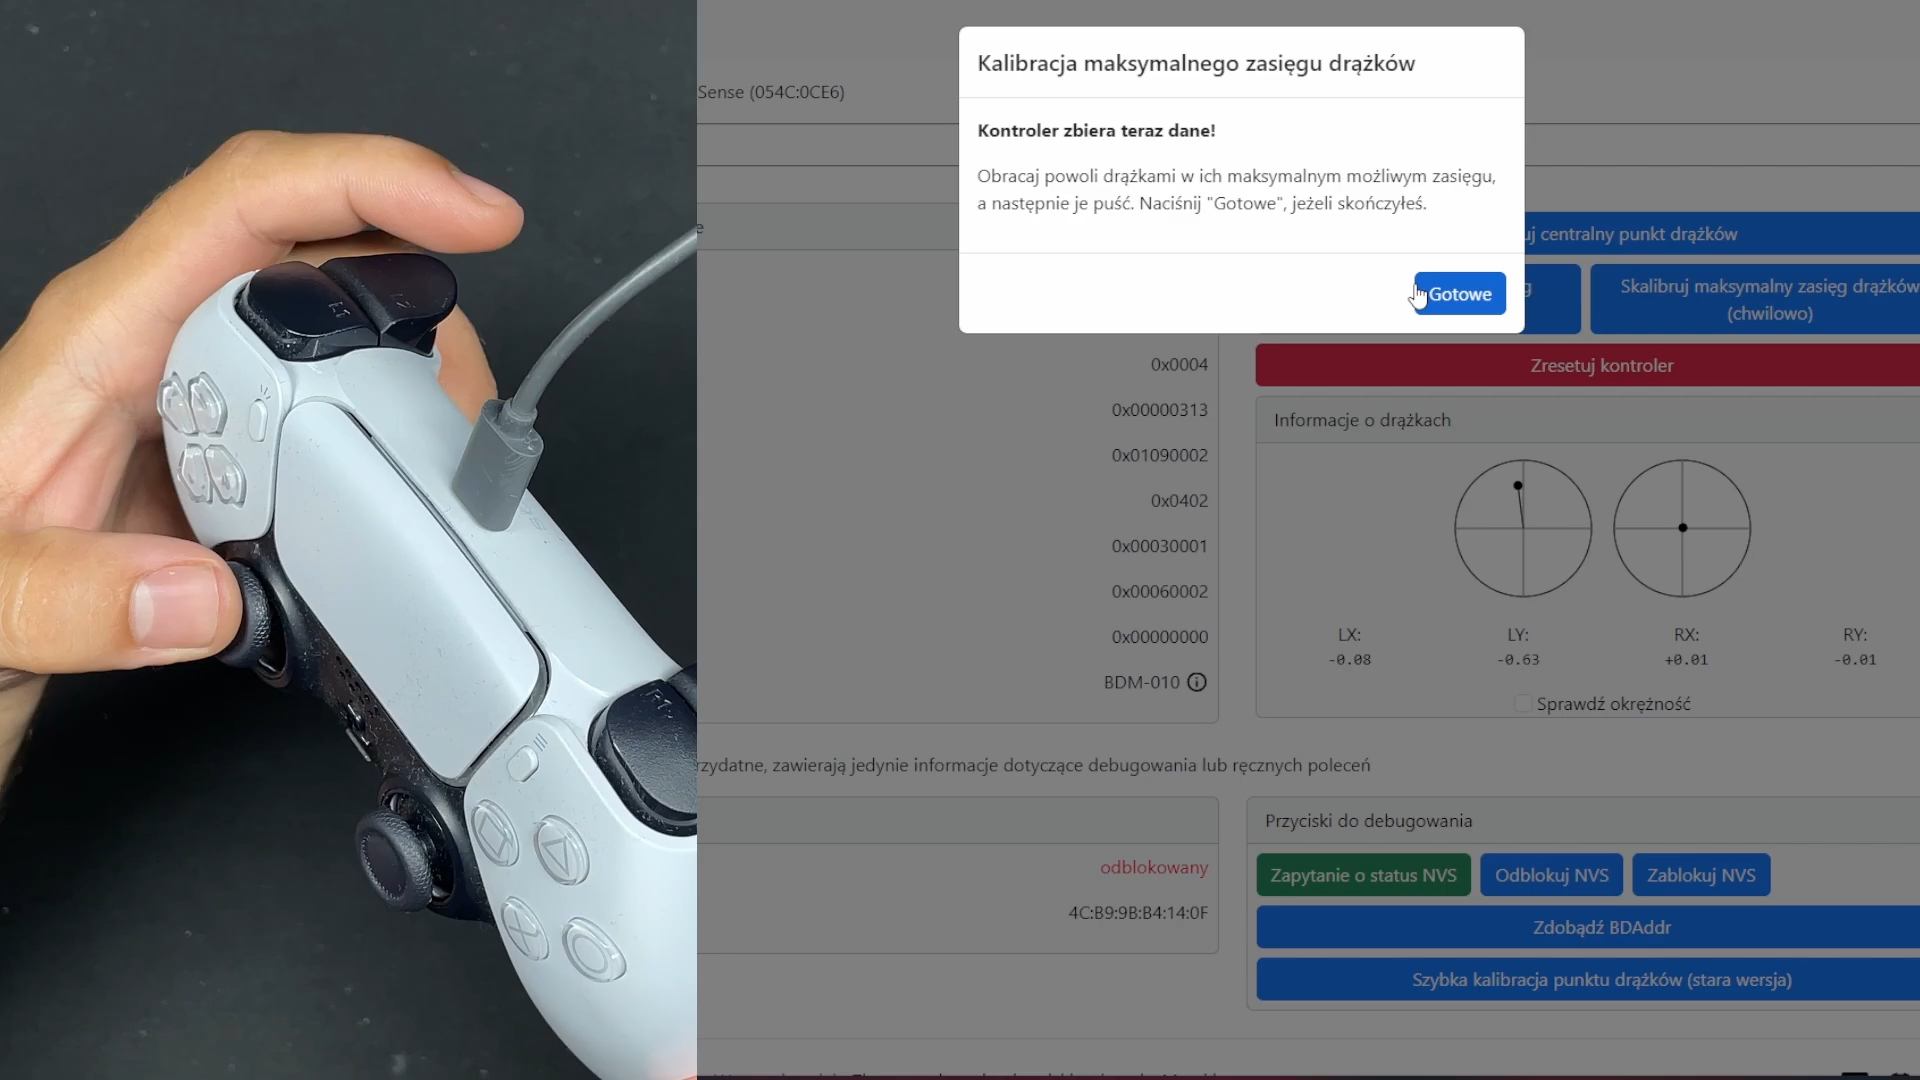 Kalibracja maksymalnego zasięgu drążków
Sense (054C:0CE6)
Kontroler zbiera teraz dane!
Obracaj powoli drążkami w ich maksymalnym możliwym zasięgu,
a następnie je puść. Naciśnij "Gotowe", jeżeli skończyłeś.
Gotowe
centralny punkt drążków
Skalibruj maksymalny zasięg drążków
(chwilowo)
Zresetuj kontroler
0x0004
0x00000313
0x01090002
0x0402
0x00030001
0x00060002
0x00000000
BDM-010
Informacje o drążkach
LX: LY: RX: RY:
-0.08 -0.63 +0.01 -0.01
Sprawdź okrężność
zawierają jedynie informacje dotyczące debugowania lub ręcznych poleceń
odblokowany
4C:B9:9B:B4:14:0F
Przyciski do debugowania
Zapytanie o status NVS
Odblokuj NVS
Zablokuj NVS
Zdobądź BDAddr
Szybka kalibracja punktu drążków (stara wersja)